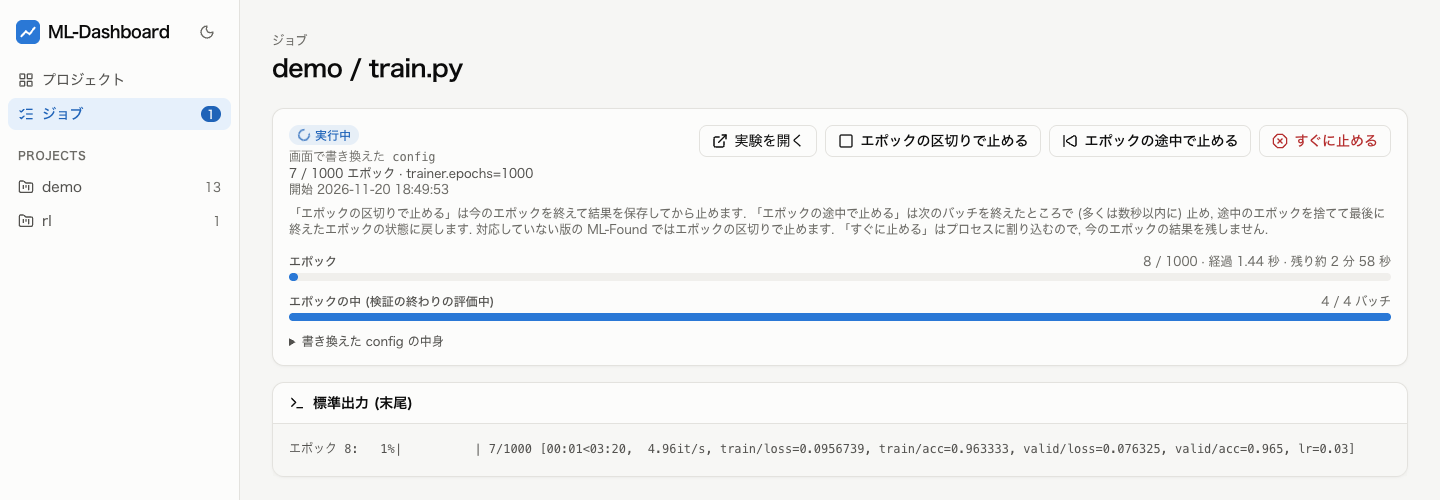 ML-Dashboard
プロジェクト
ジョブ 1
PROJECTS
demo 13
rl 1
ジョブ
demo / train.py
実行中
実験を開く エポックの区切りで止める エポックの途中で止める すぐに止める
画面で書き換えた config
7 / 1000 エポック · trainer.epochs=1000
開始 2026-11-20 18:49:53
「エポックの区切りで止める」は今のエポックを終えて結果を保存してから止めます. 「エポックの途中で止める」は次のバッチを終えたところで (多くは数秒以内に) 止め, 途中のエポックを捨てて最後に
終えたエポックの状態に戻します. 対応していない版の ML-Found ではエポックの区切りで止めます. 「すぐに止める」はプロセスに割り込むので, 今のエポックの結果を残しません.
エポック 8 / 1000 · 経過 1.44 秒 · 残り約 2 分 58 秒
エポックの中 (検証の終わりの評価中) 4 / 4 バッチ
書き換えた config の中身
標準出力 (末尾)
エポック 8:   1%|          | 7/1000 [00:01<03:20,  4.96it/s, train/loss=0.0956739, train/acc=0.963333, valid/loss=0.076325, valid/acc=0.965, lr=0.03]